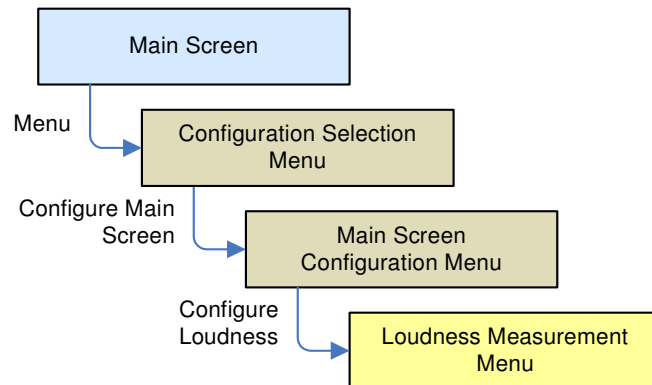 Main Screen
Menu
Configuration Selection
Menu
Configure Main
Screen
Main Screen
Configuration Menu
Configure
Loudness
Loudness Measurement
Menu